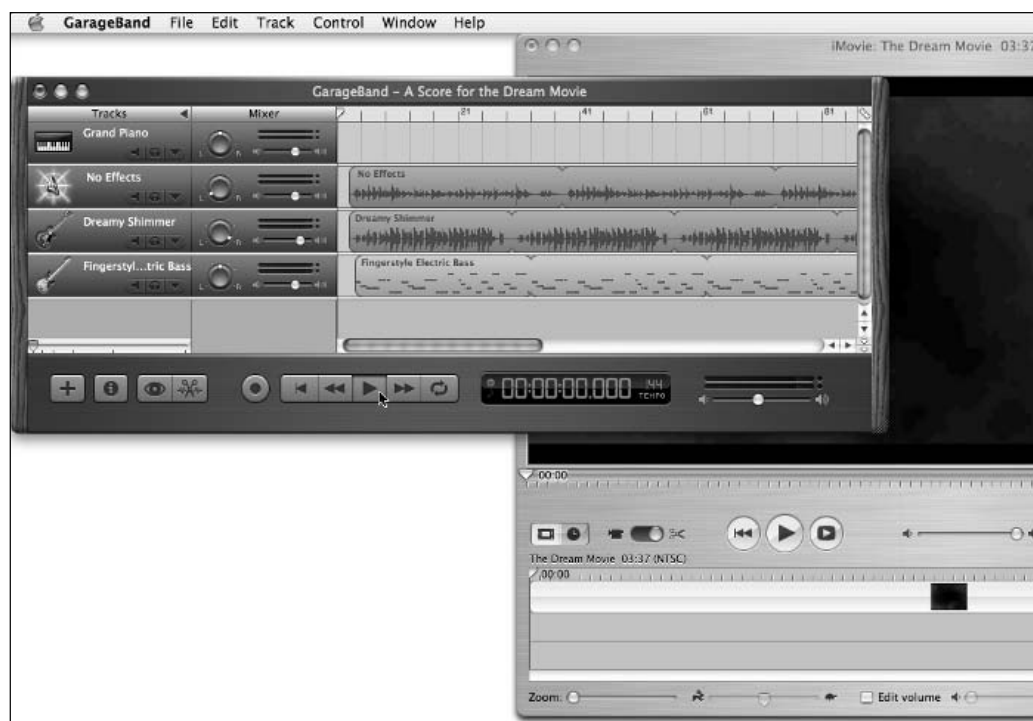 GarageBand File Edit Track Control Window Help
iMovie: The Dream Movie 03:37
GarageBand – A Score for the Dream Movie
Tracks Mixer 21 41 61 81
Grand Piano
L R
No Effects No Effects
L R
Dreamy Shimmer Dreamy Shimmer
L R
Fingerstyl...tric Bass Fingerstyle Electric Bass
L R
00:00:00.000 144
TEMPO
00:00
The Dream Movie 03:37 (NTSC)
00:00
Zoom: Edit volume